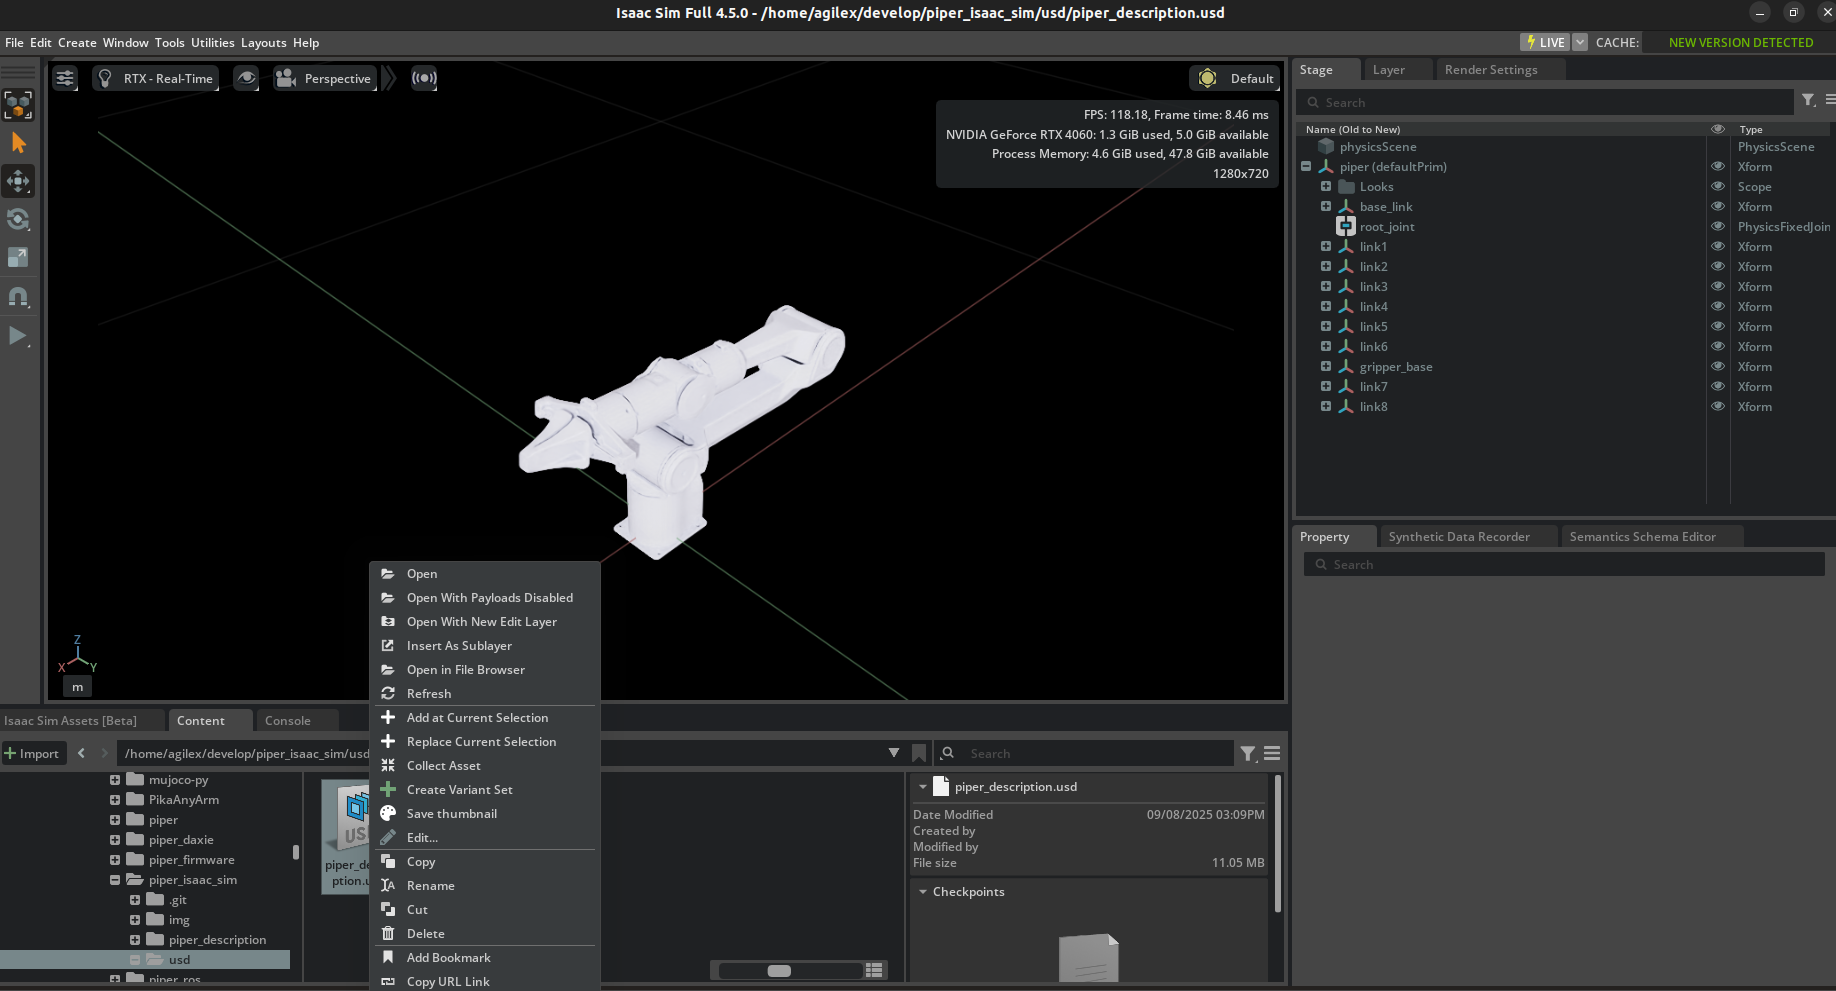 Isaac Sim Full 4.5.0 - /home/agilex/develop/piper_isaac_sim/usd/piper_description.usd
File Edit Create Window Tools Utilities Layouts Help
LIVE CACHE: NEW VERSION DETECTED
RTX - Real-Time
Perspective
Default
FPS: 118.18, Frame time: 8.46 ms
NVIDIA GeForce RTX 4060: 1.3 GiB used, 5.0 GiB available
Process Memory: 4.6 GiB used, 47.8 GiB available
1280x720
Z
X Y
m
Stage Layer Render Settings
Search
Name (Old to New) Type
physicsScene PhysicsScene
piper (defaultPrim) Xform
Looks Scope
base_link Xform
root_joint PhysicsFixedJoin
link1 Xform
link2 Xform
link3 Xform
link4 Xform
link5 Xform
link6 Xform
gripper_base Xform
link7 Xform
link8 Xform
Property Synthetic Data Recorder Semantics Schema Editor
Search
Open
Open With Payloads Disabled
Open With New Edit Layer
Insert As Sublayer
Open in File Browser
Refresh
Add at Current Selection
Replace Current Selection
Collect Asset
Create Variant Set
Save thumbnail
Edit...
Copy
Rename
Cut
Delete
Add Bookmark
Copy URL Link
Isaac Sim Assets [Beta] Content Console
Import /home/agilex/develop/piper_isaac_sim/usd Search
mujoco-py
PikaAnyArm
piper
piper_daxie
piper_firmware
piper_isaac_sim
.git
img
piper_description
usd
piper_ros
USD
piper_de
ption.u
piper_description.usd
Date Modified 09/08/2025 03:09PM
Created by
Modified by
File size 11.05 MB
Checkpoints